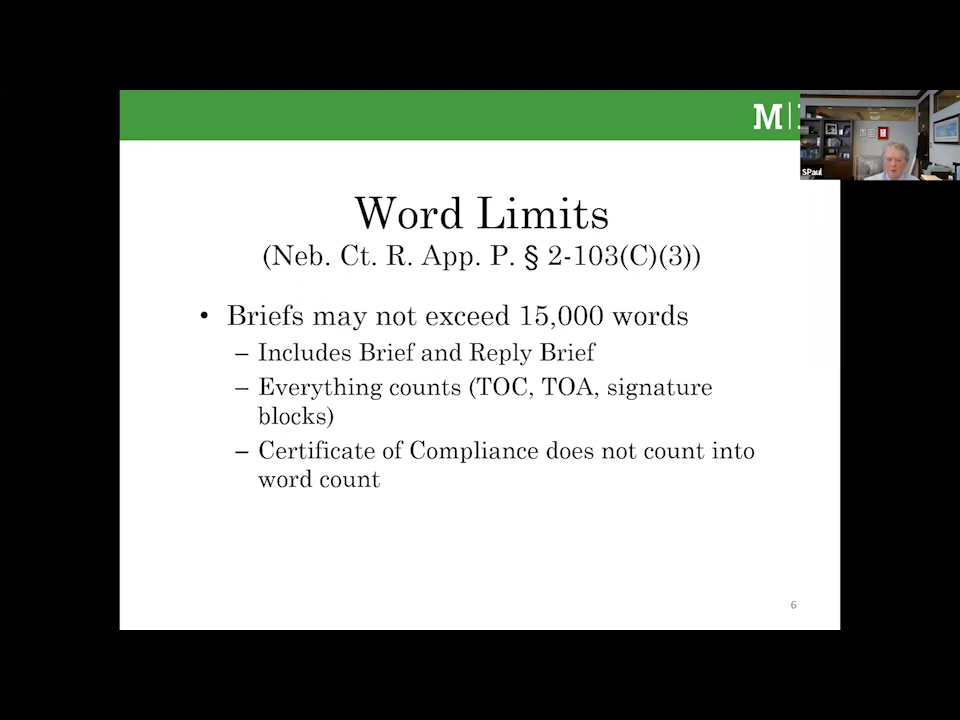 M
SPaul
Word Limits
(Neb. Ct. R. App. P. § 2-103(C)(3))
• Briefs may not exceed 15,000 words
– Includes Brief and Reply Brief
– Everything counts (TOC, TOA, signature
blocks)
– Certificate of Compliance does not count into
word count
6